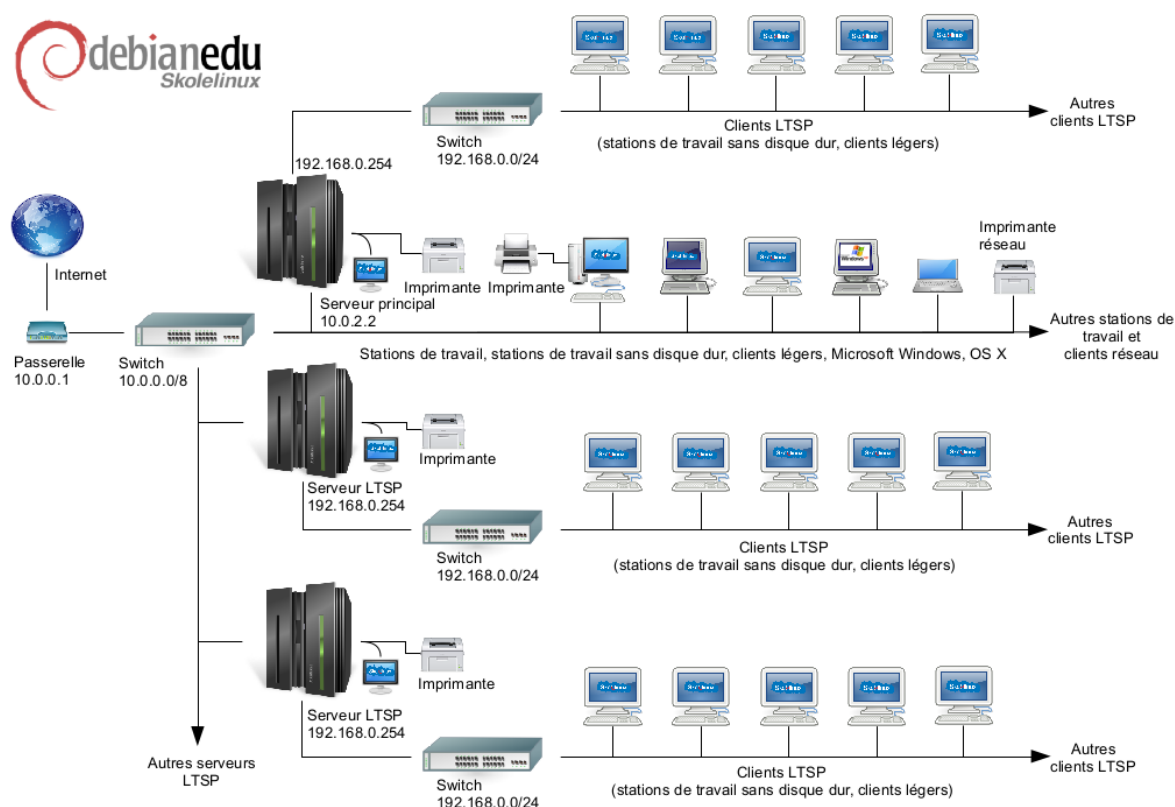 debianedu
Skolelinux
Autres
clients LTSP
Clients LTSP
(stations de travail sans disque dur, clients légers)
Switch
192.168.0.0/24
192.168.0.254
Internet
Imprimante
Imprimante
Imprimante
réseau
Windows
Serveur principal
10.0.2.2
Passerelle
10.0.0.1
Switch
10.0.0.0/8
Stations de travail, stations de travail sans disque dur, clients légers, Microsoft Windows, OS X
Autres stations de
travail et
clients réseau
Imprimante
Serveur LTSP
192.168.0.254
Switch
192.168.0.0/24
Clients LTSP
(stations de travail sans disque dur, clients légers)
Autres
clients LTSP
Imprimante
Serveur LTSP
192.168.0.254
Autres serveurs
LTSP
Switch
192.168.0.0/24
Clients LTSP
(stations de travail sans disque dur, clients légers)
Autres
clients LTSP